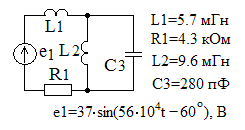 L1
L1=5.7 мГн
R1=4.3 кОм
e1
L2
C3
L2=9.6 мГн
R1
C3=280 пФ
e1=37·sin(56·10⁴t−60°), В